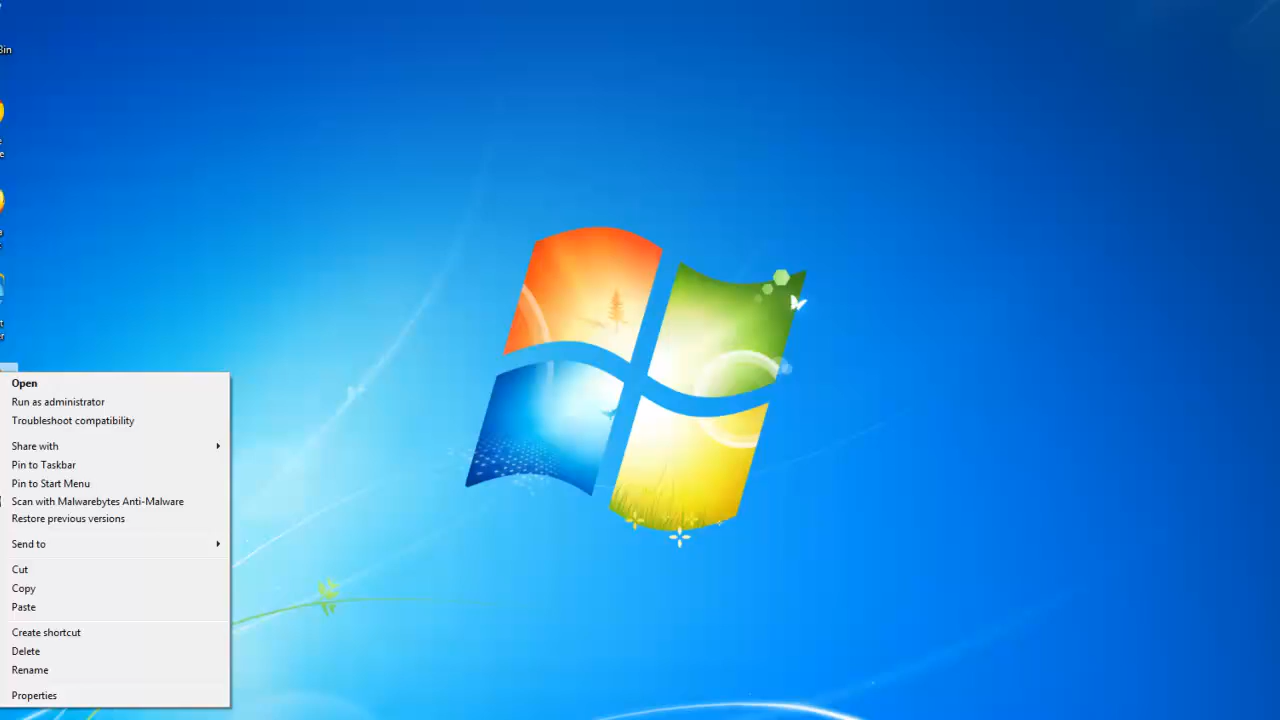 Bin
Open
Run as administrator
Troubleshoot compatibility
Share with
Pin to Taskbar
Pin to Start Menu
Scan with Malwarebytes Anti-Malware
Restore previous versions
Send to
Cut
Copy
Paste
Create shortcut
Delete
Rename
Properties